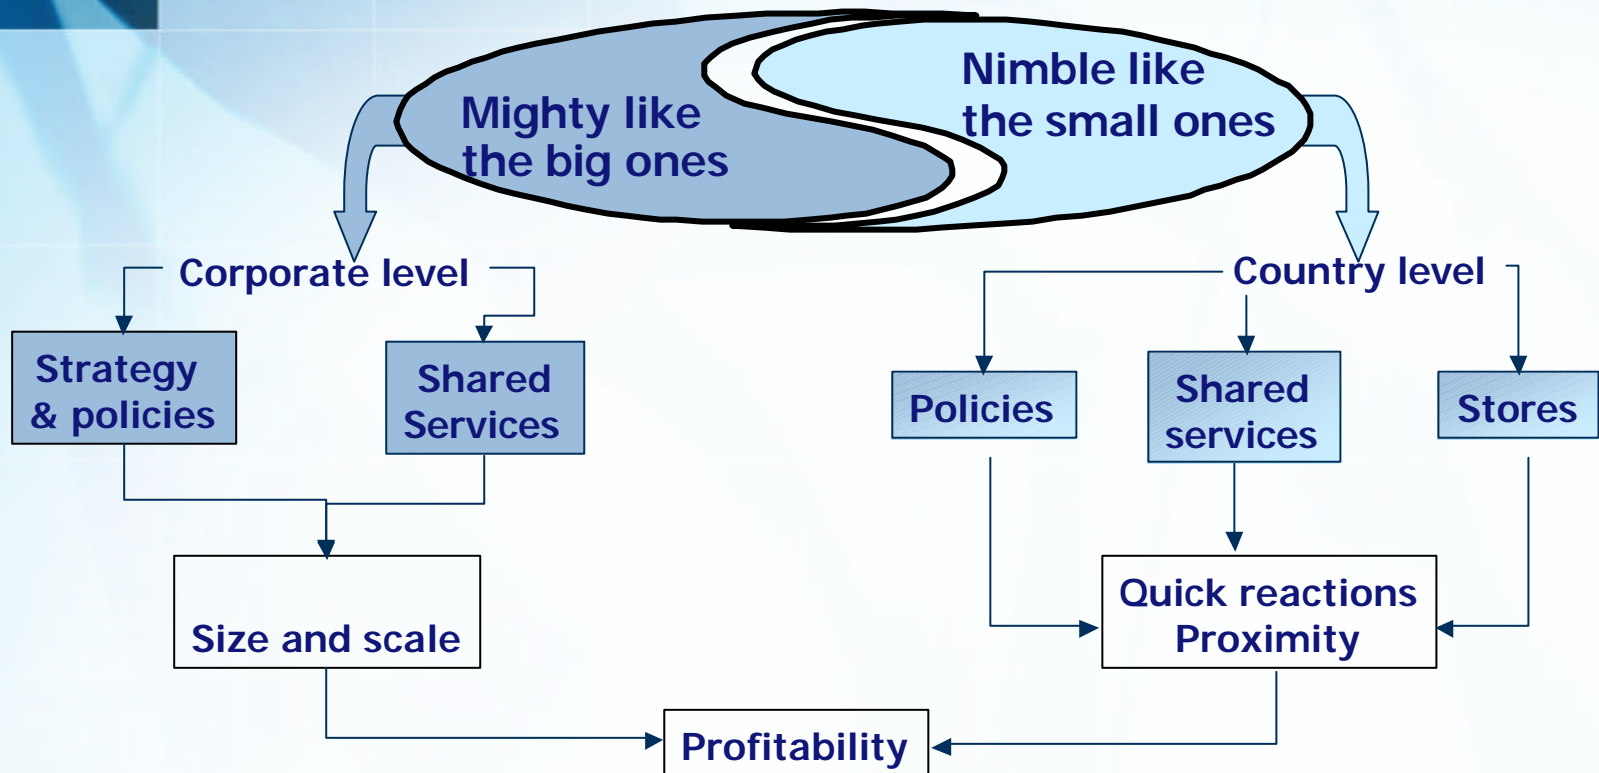 Mighty like
the big ones
Nimble like
the small ones
Corporate level
Country level
Strategy
& policies
Shared
Services
Policies
Shared
services
Stores
Size and scale
Quick reactions
Proximity
Profitability